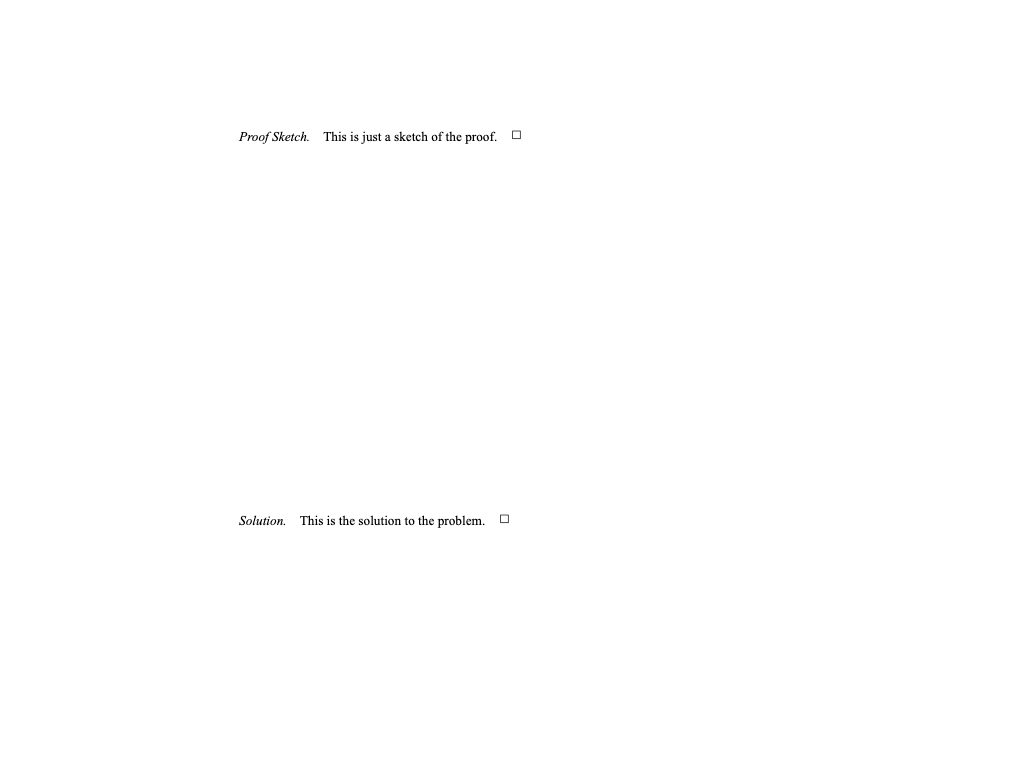 Proof Sketch. This is just a sketch of the proof. □
Solution. This is the solution to the problem. □